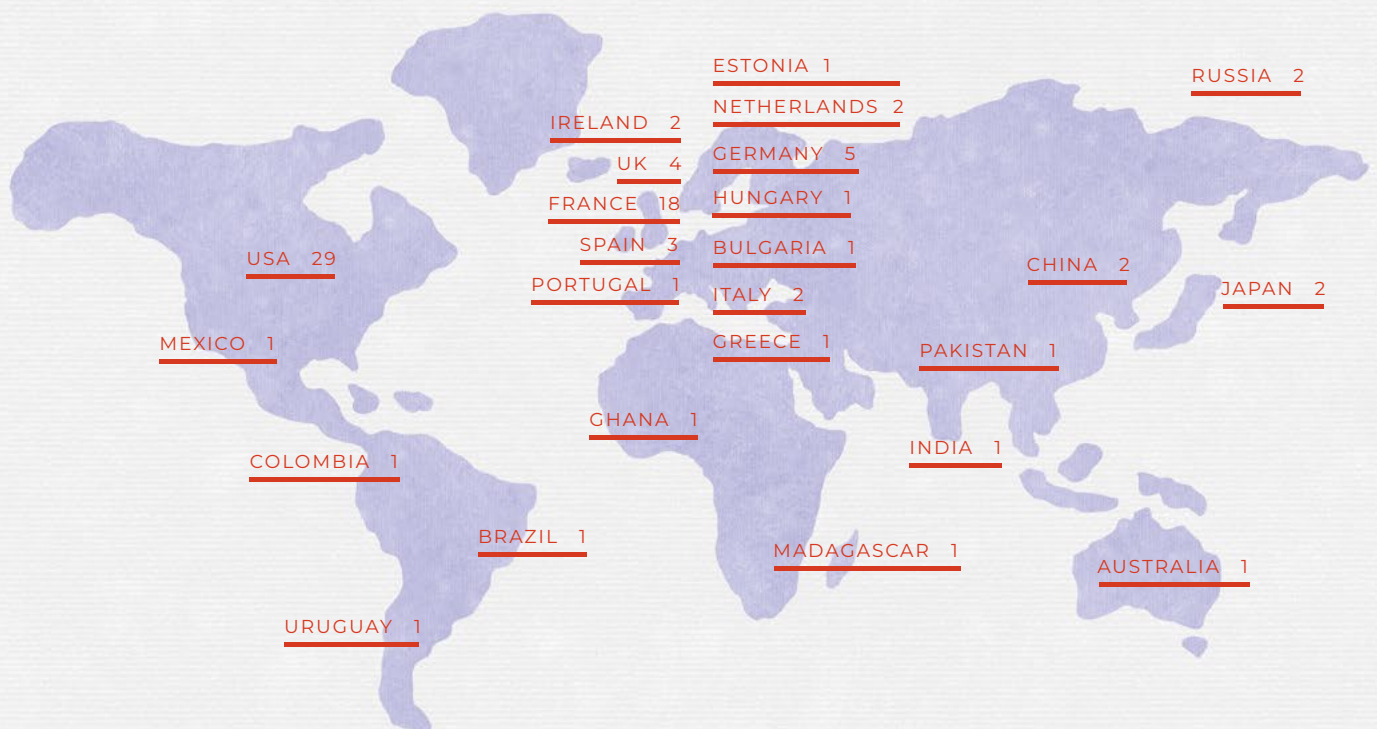 ESTONIA 1
RUSSIA 2
NETHERLANDS 2
IRELAND 2
GERMANY 5
UK 4
HUNGARY 1
FRANCE 18
SPAIN 3
BULGARIA 1
USA 29
CHINA 2
PORTUGAL 1
ITALY 2
JAPAN 2
MEXICO 1
GREECE 1
PAKISTAN 1
GHANA 1
INDIA 1
COLOMBIA 1
BRAZIL 1
MADAGASCAR 1
AUSTRALIA 1
URUGUAY 1